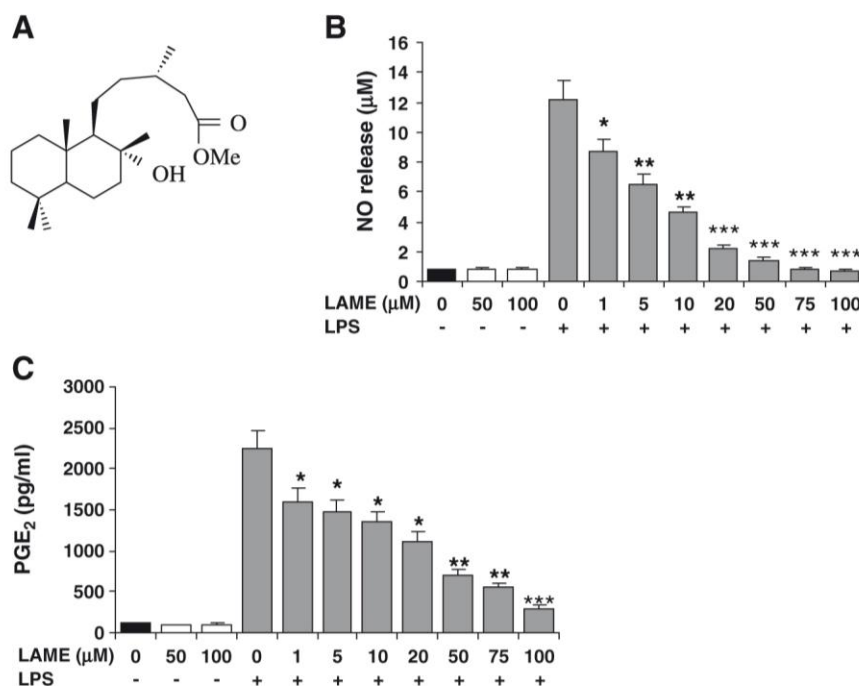 A
O
OMe
OH
B
NO release (μM)
16
14
12
10
8
6
4
2
0
*
**
**
***
***
***
***
LAME (μM) 0 50 100 0 1 5 10 20 50 75 100
LPS - - - + + + + + + + +
C
PGE2 (pg/ml)
3000
2500
2000
1500
1000
500
0
*
*
*
*
**
**
***
LAME (μM) 0 50 100 0 1 5 10 20 50 75 100
LPS - - - + + + + + + + +